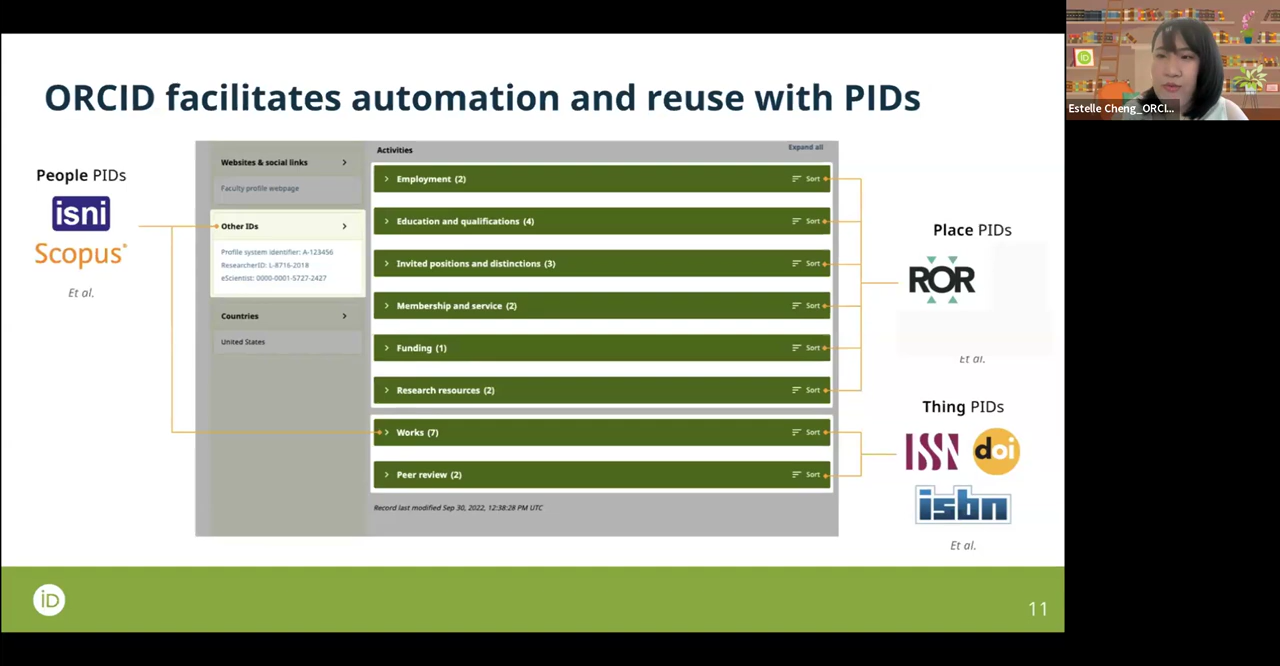 ORCID facilitates automation and reuse with PIDs
Estelle Cheng_ORCI...
People PIDs
isni
Scopus®
Et al.
Websites & social links
Faculty profile webpage
Other IDs
Profile system identifier: A-123456
ResearcherID: L-8716-2018
eScientist: 0000-0001-5727-2427
Countries
United States
Activities
Expand all
Employment (2) Sort
Education and qualifications (4) Sort
Invited positions and distinctions (3) Sort
Membership and service (2) Sort
Funding (1) Sort
Research resources (2) Sort
Works (7) Sort
Peer review (2) Sort
Record last modified Sep 30, 2022, 12:38:28 PM UTC
Place PIDs
ROR
Et al.
Thing PIDs
ISSN doi
isbn
Et al.
iD
iD
11